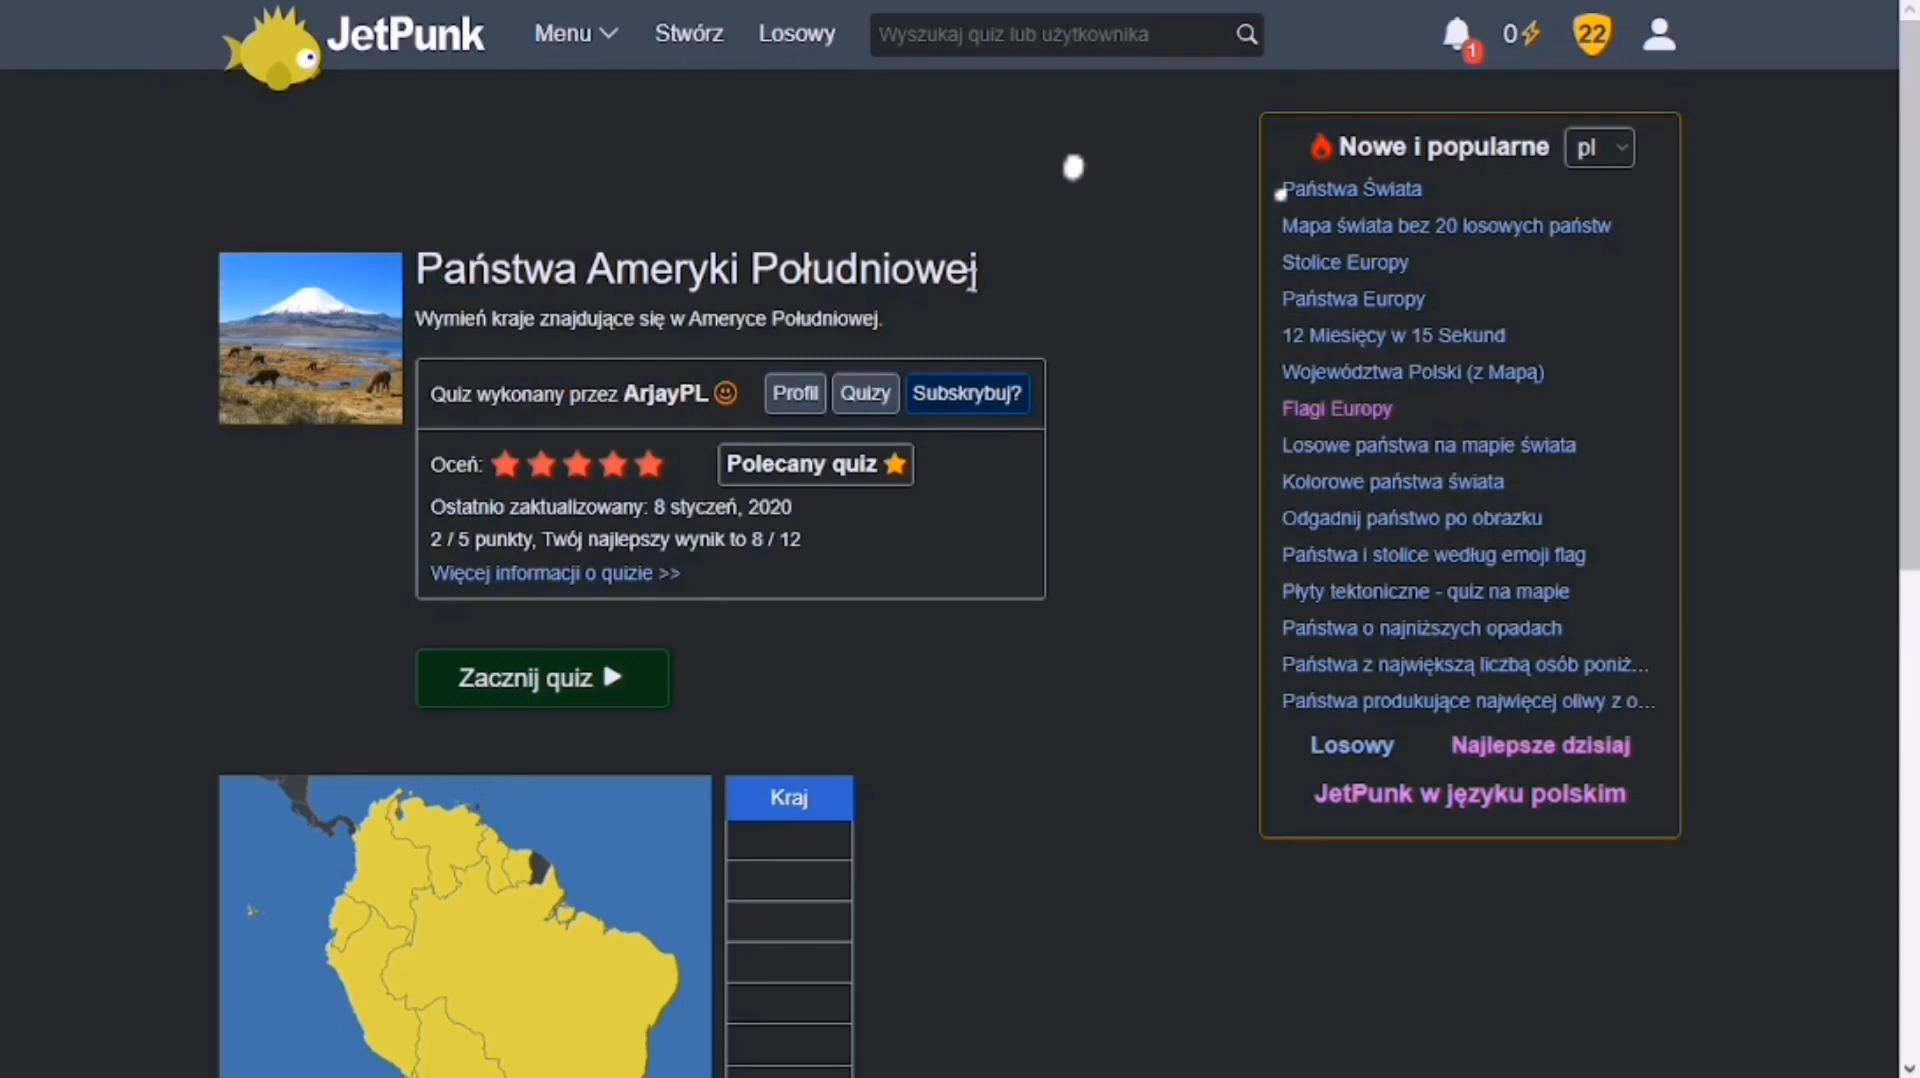 JetPunk
Menu
Stwórz
Losowy
Wyszukaj quiz lub użytkownika
1
0
22
Państwa Ameryki Południowej
Wymień kraje znajdujące się w Ameryce Południowej.
Quiz wykonany przez ArjayPL
Profil
Quizy
Subskrybuj?
Oceń:
Polecany quiz
Ostatnio zaktualizowany: 8 styczeń, 2020
2 / 5 punkty, Twój najlepszy wynik to 8 / 12
Więcej informacji o quizie >>
Zacznij quiz
Kraj
Nowe i popularne
pl
Państwa Świata
Mapa świata bez 20 losowych państw
Stolice Europy
Państwa Europy
12 Miesięcy w 15 Sekund
Województwa Polski (z Mapą)
Flagi Europy
Losowe państwa na mapie świata
Kolorowe państwa świata
Odgadnij państwo po obrazku
Państwa i stolice według emoji flag
Płyty tektoniczne - quiz na mapie
Państwa o najniższych opadach
Państwa z największą liczbą osób poniż...
Państwa produkujące najwięcej oliwy z o...
Losowy
Najlepsze dzisiaj
JetPunk w języku polskim